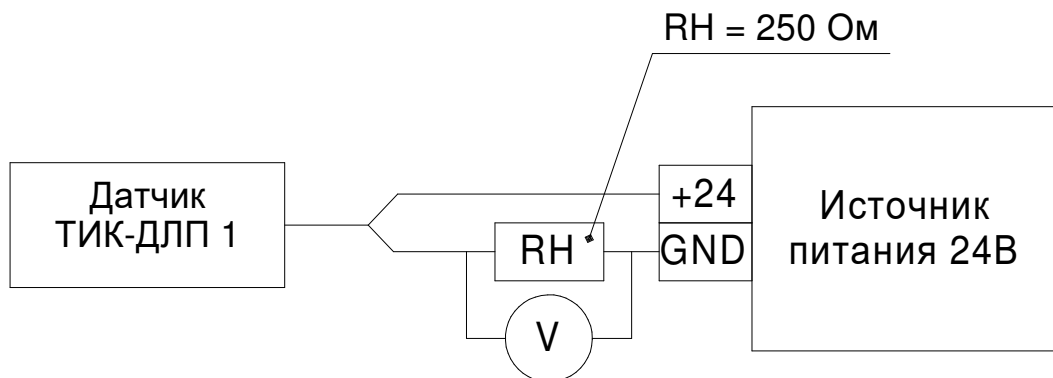 RH = 250 Ом
Датчик
ТИК-ДЛП 1
+24
GND
RH
V
Источник
питания 24В